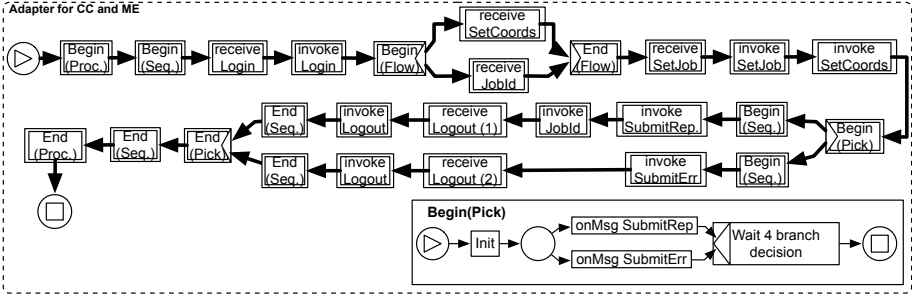 Adapter for CC and ME
Begin
(Proc.)
Begin
(Seq.)
receive
Login
invoke
Login
Begin
(Flow)
receive
SetCoords
receive
JobId
End
(Flow)
receive
SetJob
invoke
SetJob
invoke
SetCoords
Begin
(Pick)
Begin
(Seq.)
invoke
SubmitRep.
invoke
JobId
receive
Logout (1)
invoke
Logout
End
(Seq.)
Begin
(Seq.)
invoke
SubmitErr
receive
Logout (2)
invoke
Logout
End
(Seq.)
End
(Pick)
End
(Seq.)
End
(Proc.)
Begin(Pick)
Init
onMsg SubmitRep
onMsg SubmitErr
Wait 4 branch
decision